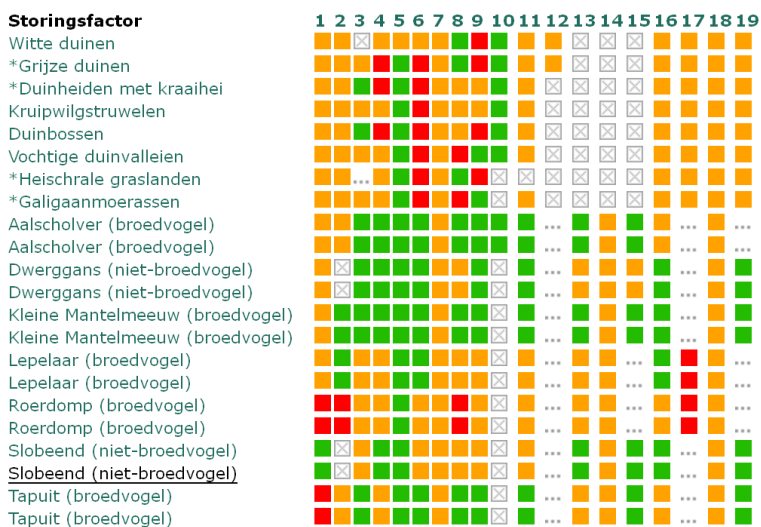 Storingsfactor 1 2 3 4 5 6 7 8 9 10 11 12 13 14 15 16 17 18 19
Witte duinen
*Grijze duinen
*Duinheiden met kraaihei
Kruipwilgstruwelen
Duinbossen
Vochtige duinvalleien
*Heischrale graslanden ...
*Galigaanmoerassen
Aalscholver (broedvogel) ... ... ...
Aalscholver (broedvogel) ... ... ...
Dwerggans (niet-broedvogel) ... ...
Dwerggans (niet-broedvogel) ... ...
Kleine Mantelmeeuw (broedvogel) ... ...
Kleine Mantelmeeuw (broedvogel) ... ...
Lepelaar (broedvogel) ... ... ...
Lepelaar (broedvogel) ... ... ...
Roerdomp (broedvogel) ... ... ...
Roerdomp (broedvogel) ... ... ...
Slobeend (niet-broedvogel) ... ...
Slobeend (niet-broedvogel) ... ...
Tapuit (broedvogel) ... ...
Tapuit (broedvogel) ... ...